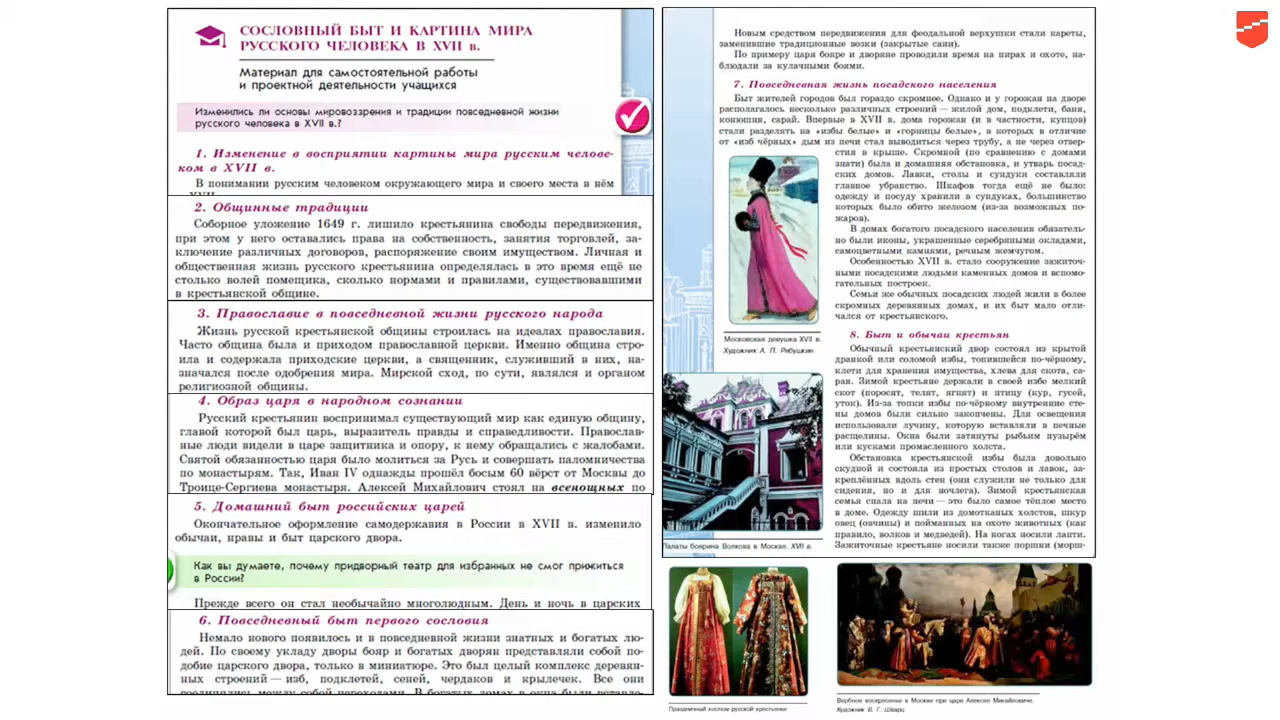 СОСЛОВНЫЙ БЫТ И КАРТИНА МИРА
РУССКОГО ЧЕЛОВЕКА В XVII в.
Материал для самостоятельной работы
и проектной деятельности учащихся
Изменились ли основы мировоззрения и традиции повседневной жизни
русского человека в XVII в.?
1. Изменение в восприятии картины мира русским челове-
ком в XVII в.
В понимании русским человеком окружающего мира и своего места в нём
2. Общинные традиции
Соборное уложение 1649 г. лишило крестьянина свободы передвижения,
при этом у него оставались права на собственность, занятия торговлей, за-
ключение различных договоров, распоряжение своим имуществом. Личная и
общественная жизнь русского крестьянина определялась в это время ещё не
столько волей помещика, сколько нормами и правилами, существовавшими
в крестьянской общине.
3. Православие в повседневной жизни русского народа
Жизнь русской крестьянской общины строилась на идеалах православия.
Часто община была и приходом православной церкви. Именно община стро-
ила и содержала приходские церкви, а священник, служивший в них, на-
значался после одобрения мира. Мирской сход, по сути, являлся и органом
религиозной общины.
4. Образ царя в народном сознании
Русский крестьянин воспринимал существующий мир как единую общину,
главой которой был царь, выразитель правды и справедливости. Православ-
ные люди видели в царе защитника и опору, к нему обращались с жалобами.
Святой обязанностью царя было молиться за Русь и совершать паломничества
по монастырям. Так, Иван IV однажды прошёл босым 60 вёрст от Москвы до
Троице-Сергиева монастыря. Алексей Михайлович стоял на всенощных по
5. Домашний быт российских царей
Окончательное оформление самодержавия в России в XVII в. изменило
обычаи, нравы и быт царского двора.
Как вы думаете, почему придворный театр для избранных не смог прижиться
в России?
Прежде всего он стал необычайно многолюдным. День и ночь в царских
6. Повседневный быт первого сословия
Немало нового появилось и в повседневной жизни знатных и богатых лю-
дей. По своему укладу дворы бояр и богатых дворян представляли собой по-
добие царского двора, только в миниатюре. Это был целый комплекс деревян-
ных строений — изб, подклетей, сеней, чердаков и крылечек. Все они
соединялись между собой переходами. В богатых домах в окна были вставле-
Новым средством передвижения для феодальной верхушки стали кареты,
заменившие традиционные возки (закрытые сани).
По примеру царя бояре и дворяне проводили время на пирах и охоте, на-
блюдали за кулачными боями.
7. Повседневная жизнь посадского населения
Быт жителей городов был гораздо скромнее. Однако и у горожан на дворе
располагалось несколько различных строений — жилой дом, подклети, баня,
конюшня, сарай. Впервые в XVII в. дома горожан (и в частности, купцов)
стали разделять на «избы белые» и «горницы белые», в которых в отличие
от «изб чёрных» дым из печи стал выводиться через трубу, а не через отвер-
стия в крыше. Скромной (по сравнению с домами
знати) была и домашняя обстановка, и утварь посад-
ских домов. Лавки, столы и сундуки составляли
главное убранство. Шкафов тогда ещё не было:
одежду и посуду хранили в сундуках, большинство
которых было обито железом (из-за возможных по-
жаров).
В домах богатого посадского населения обязатель-
но были иконы, украшенные серебряными окладами,
самоцветными камнями, речным жемчугом.
Особенностью XVII в. стало сооружение зажиточ-
ными посадскими людьми каменных домов и вспомо-
гательных построек.
Семьи же обычных посадских людей жили в более
скромных деревянных домах, и их быт мало отли-
чался от крестьянского.
Московская девушка XVII в.
Художник А. П. Рябушкин
8. Быт и обычаи крестьян
Обычный крестьянский двор состоял из крытой
дранкой или соломой избы, топившейся по-чёрному,
клети для хранения имущества, хлева для скота, са-
рая. Зимой крестьяне держали в своей избе мелкий
скот (поросят, телят, ягнят) и птицу (кур, гусей,
уток). Из-за топки избы по-чёрному внутренние сте-
ны домов были сильно закопчены. Для освещения
использовали лучину, которую вставляли в печные
расщелины. Окна были затянуты рыбьим пузырём
или кусками промасленного холста.
Обстановка крестьянской избы была довольно
скудной и состояла из простых столов и лавок, за-
креплённых вдоль стен (они служили не только для
сидения, но и для ночлега). Зимой крестьянская
семья спала на печи — это было самое тёплое место
в доме. Одежду шили из домотканых холстов, шкур
овец (овчины) и пойманных на охоте животных (как
правило, волков и медведей). На ногах носили лапти.
Зажиточные крестьяне носили также поршни (морш-
Палаты боярина Волкова в Москве. XVII в.
Праздничный костюм русской крестьянки
Вербное воскресенье в Москве при царе Алексее Михайловиче.
Художник В. Г. Шварц